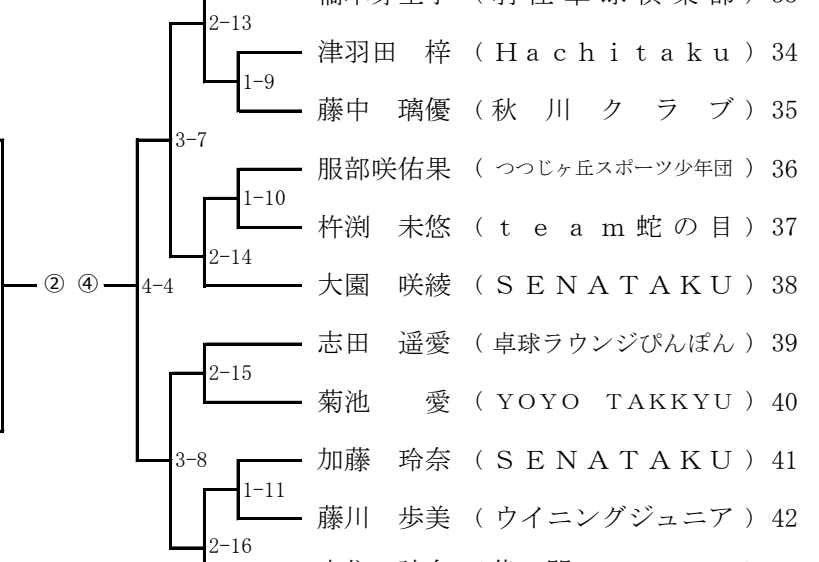 2-13
津羽田 梓 (Hachitaku) 34
1-9
藤中 璃優 (秋川クラブ) 35
3-7
服部咲佑果 (つつじヶ丘スポーツ少年団) 36
1-10
杵渕 未悠 (team蛇の目) 37
2-14
② ④ 4-4 大園 咲綾 (SENATAKU) 38
志田 遥愛 (卓球ラウンジぴんぽん) 39
2-15
菊池 愛 (YOYO TAKKYU) 40
3-8 加藤 玲奈 (SENATAKU) 41
1-11
藤川 歩美 (ウイニングジュニア) 42
2-16